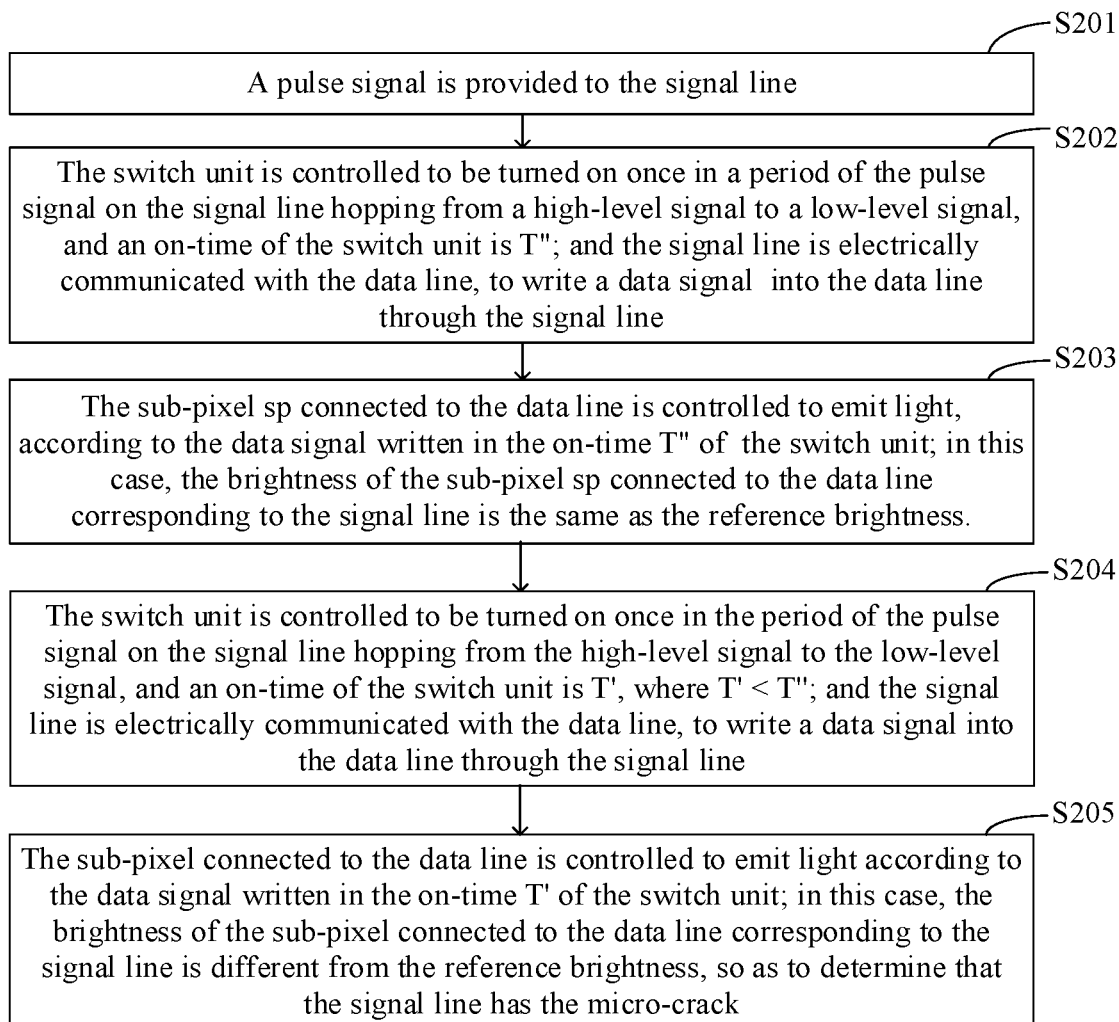 S201
A pulse signal is provided to the signal line
S202
The switch unit is controlled to be turned on once in a period of the pulse
signal on the signal line hopping from a high-level signal to a low-level signal,
and an on-time of the switch unit is T"; and the signal line is electrically
communicated with the data line, to write a data signal into the data line
through the signal line
S203
The sub-pixel sp connected to the data line is controlled to emit light,
according to the data signal written in the on-time T" of the switch unit; in this
case, the brightness of the sub-pixel sp connected to the data line
corresponding to the signal line is the same as the reference brightness.
S204
The switch unit is controlled to be turned on once in the period of the pulse
signal on the signal line hopping from the high-level signal to the low-level
signal, and an on-time of the switch unit is T', where T' < T"; and the signal
line is electrically communicated with the data line, to write a data signal into
the data line through the signal line
S205
The sub-pixel connected to the data line is controlled to emit light according to
the data signal written in the on-time T' of the switch unit; in this case, the
brightness of the sub-pixel connected to the data line corresponding to the
signal line is different from the reference brightness, so as to determine that
the signal line has the micro-crack